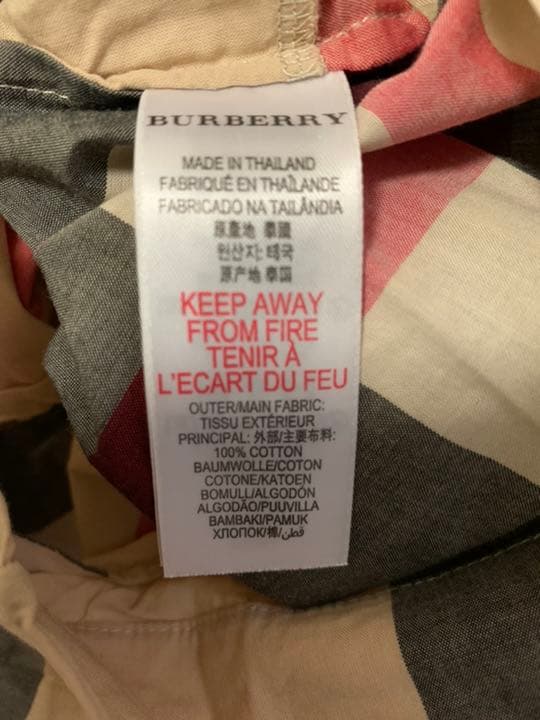 BURBERRY
MADE IN THAILAND
FABRIQUÉ EN THAÏLANDE
FABRICADO NA TAILÂNDIA
原產地 泰國
원산지: 태국
原产地 泰国
KEEP AWAY
FROM FIRE
TENIR À
L'ECART DU FEU
OUTER/MAIN FABRIC:
TISSU EXTÉRIEUR
PRINCIPAL: 外部/主要布料:
100% COTTON
BAUMWOLLE/COTON
COTONE/KATOEN
BOMULL/ALGODÓN
ALGODÃO/PUUVILLA
BAMBAKI/PAMUK
ХЛОПОК/棉/قطن